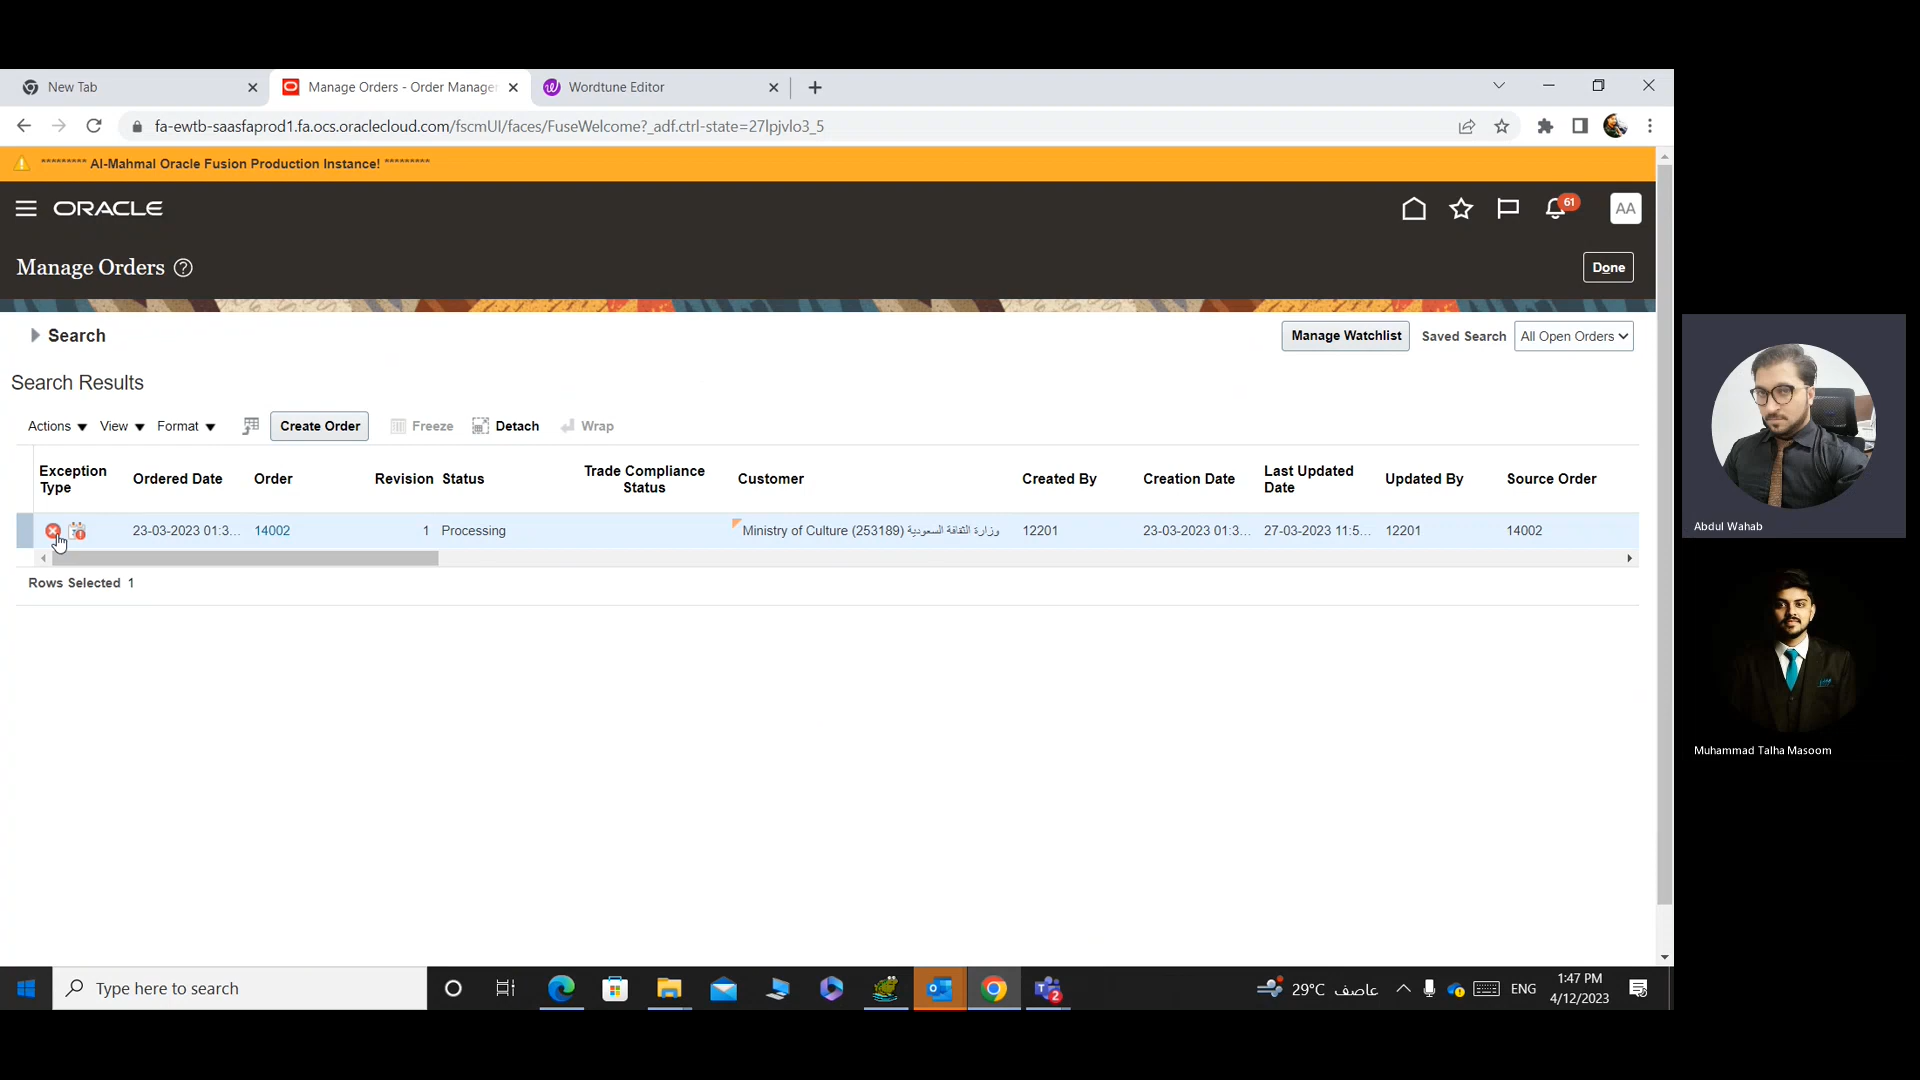 New Tab
Manage Orders - Order Manage
Wordtune Editor
fa-ewtb-saasfaprod1.fa.ocs.oraclecloud.com/fscmUI/faces/FuseWelcome?_adf.ctrl-state=27lpjvlo3_5
********* Al-Mahmal Oracle Fusion Production Instance! *********
ORACLE
61
AA
Manage Orders
Done
Search
Manage Watchlist
Saved Search
All Open Orders
Search Results
Actions
View
Format
Create Order
Freeze
Detach
Wrap
Exception Type
Ordered Date
Order
Revision
Status
Trade Compliance Status
Customer
Created By
Creation Date
Last Updated Date
Updated By
Source Order
23-03-2023 01:3...
14002
1
Processing
Ministry of Culture (253189) وزارة الثقافة السعودية
12201
23-03-2023 01:3...
27-03-2023 11:5...
12201
14002
Rows Selected 1
Abdul Wahab
Muhammad Talha Masoom
Type here to search
2
29°C عاصف
ENG
1:47 PM
4/12/2023